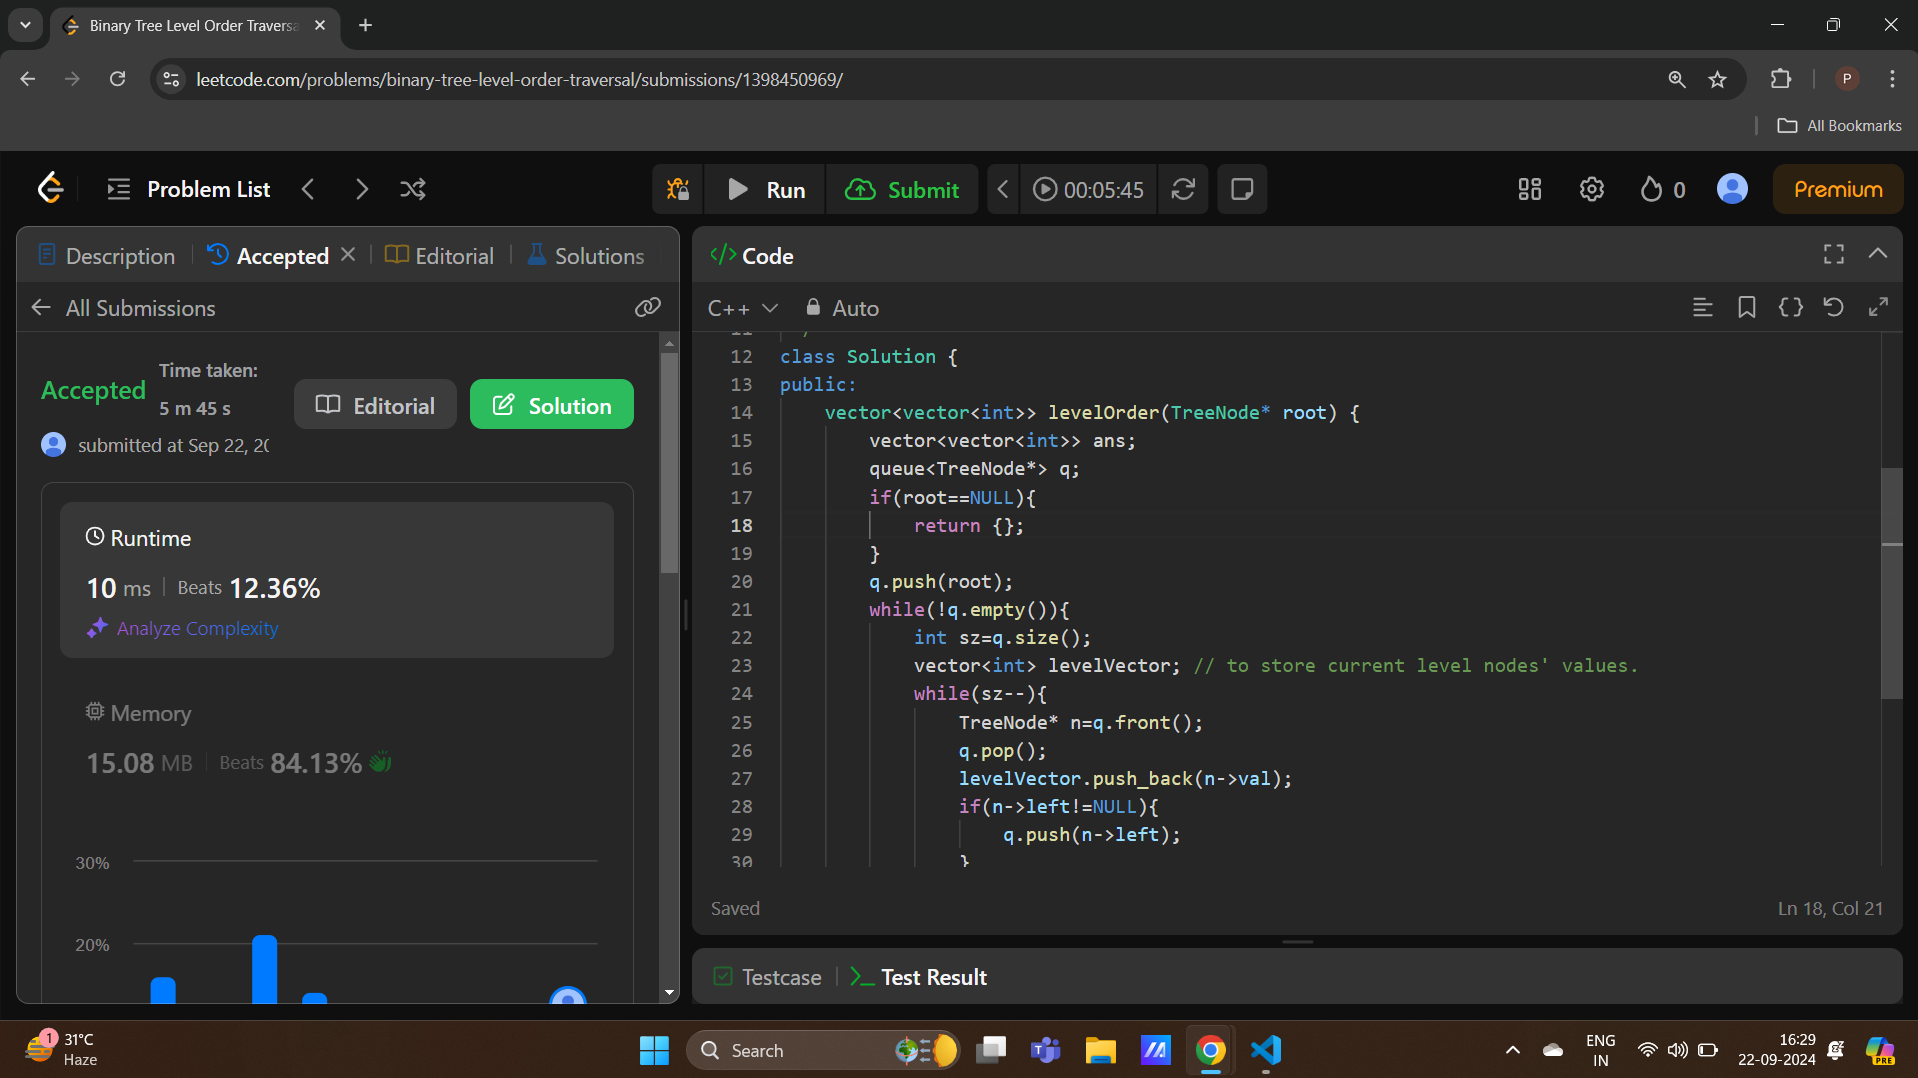 Binary Tree Level Order Traversa
leetcode.com/problems/binary-tree-level-order-traversal/submissions/1398450969/
P
All Bookmarks
Problem List
Run
Submit
00:05:45
0
Premium
Description
Accepted
Editorial
Solutions
All Submissions
Accepted
Time taken:
5 m 45 s
Editorial
Solution
submitted at Sep 22, 20
Runtime
10 ms
Beats 12.36%
Analyze Complexity
Memory
15.08 MB
Beats 84.13%
30%
20%
Code
C++
Auto
11
12 class Solution {
13 public:
14 vector<vector<int>> levelOrder(TreeNode* root) {
15 vector<vector<int>> ans;
16 queue<TreeNode*> q;
17 if(root==NULL){
18 return {};
19 }
20 q.push(root);
21 while(!q.empty()){
22 int sz=q.size();
23 vector<int> levelVector; // to store current level nodes' values.
24 while(sz--){
25 TreeNode* n=q.front();
26 q.pop();
27 levelVector.push_back(n->val);
28 if(n->left!=NULL){
29 q.push(n->left);
30 }
Saved
Ln 18, Col 21
Testcase
Test Result
1
31°C
Haze
Search
ENG
IN
16:29
22-09-2024
PRE